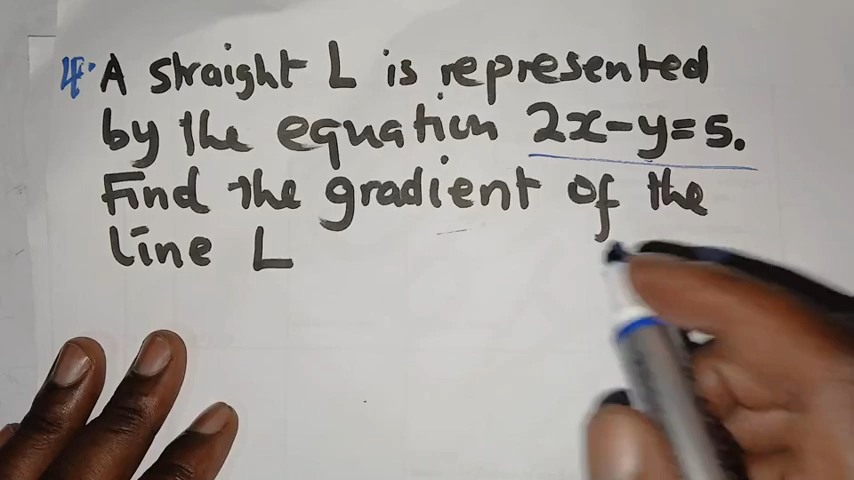 4. A straight L is represented
by the equation 2x-y=5.
Find the gradient of the
line L